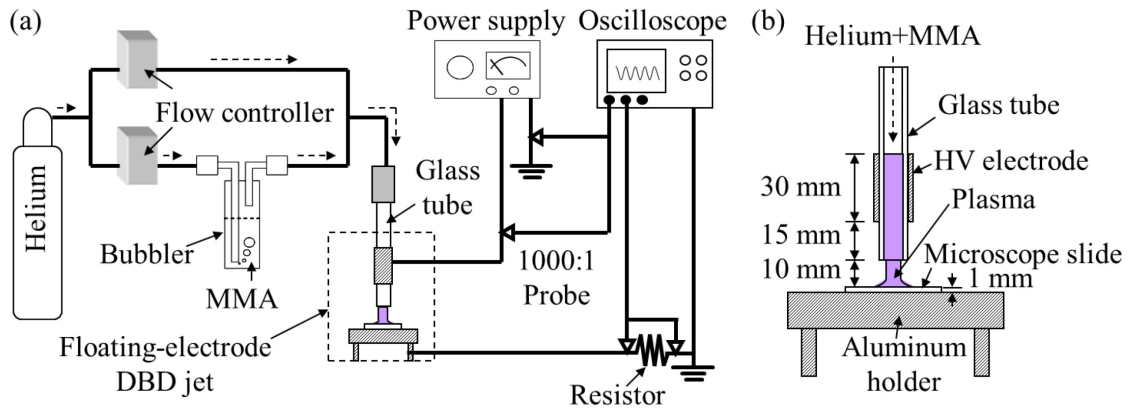 (a)
Power supply
Oscilloscope
Flow controller
Helium
Bubbler
MMA
Glass
tube
1000:1
Probe
Floating-electrode
DBD jet
Resistor
(b)
Helium+MMA
Glass tube
HV electrode
30 mm
Plasma
15 mm
10 mm
Microscope slide
1 mm
Aluminum
holder